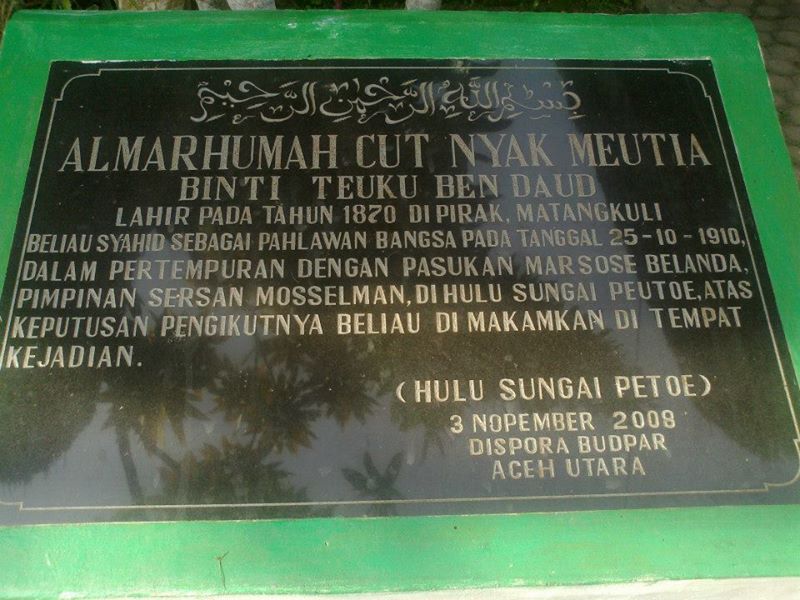 بسم الله الرحمن الرحيم
ALMARHUMAH CUT NYAK MEUTIA
BINTI TEUKU BEN DAUD
LAHIR PADA TAHUN 1870 DI PIRAK, MATANGKULI
BELIAU SYAHID SEBAGAI PAHLAWAN BANGSA PADA TANGGAL 25-10-1910,
DALAM PERTEMPURAN DENGAN PASUKAN MARSOSE BELANDA,
PIMPINAN SERSAN MOSSELMAN, DI HULU SUNGAI PEUTOE, ATAS
KEPUTUSAN PENGIKUTNYA BELIAU DI MAKAMKAN DI TEMPAT
KEJADIAN.
(HULU SUNGAI PETOE)
3 NOPEMBER 2008
DISPORA BUDPAR
ACEH UTARA